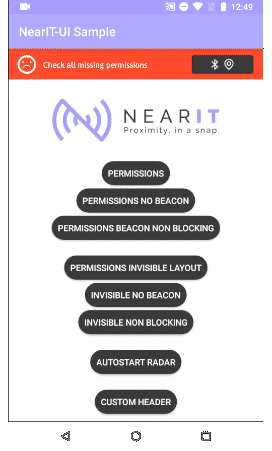 12:49
NearIT-UI Sample
Check all missing permissions
NEARIT
Proximity, in a snap.
PERMISSIONS
PERMISSIONS NO BEACON
PERMISSIONS BEACON NON BLOCKING
PERMISSIONS INVISIBLE LAYOUT
INVISIBLE NO BEACON
INVISIBLE NON BLOCKING
AUTOSTART RADAR
CUSTOM HEADER